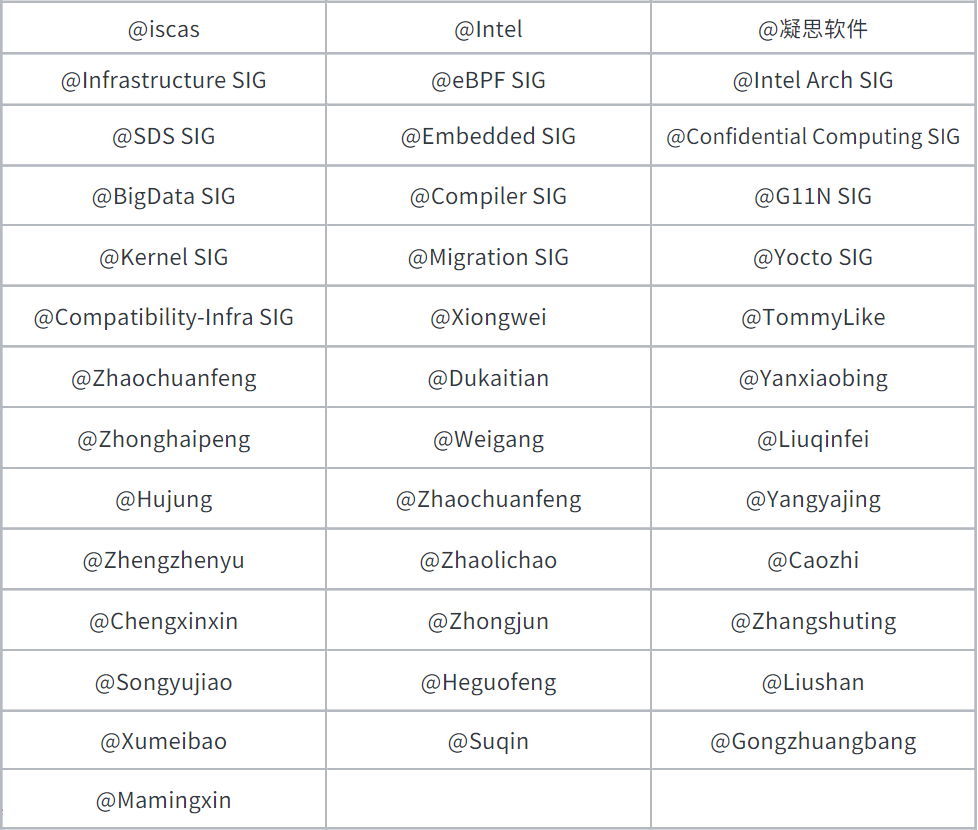 @iscas @Intel @凝思软件
@Infrastructure SIG @eBPF SIG @Intel Arch SIG
@SDS SIG @Embedded SIG @Confidential Computing SIG
@BigData SIG @Compiler SIG @G11N SIG
@Kernel SIG @Migration SIG @Yocto SIG
@Compatibility-Infra SIG @Xiongwei @TommyLike
@Zhaochuanfeng @Dukaitian @Yanxiaobing
@Zhonghaipeng @Weigang @Liuqinfei
@Hujung @Zhaochuanfeng @Yangyajing
@Zhengzhenyu @Zhaolichao @Caozhi
@Chengxinxin @Zhongjun @Zhangshuting
@Songyujiao @Heguofeng @Liushan
@Xumeibao @Suqin @Gongzhuangbang
@Mamingxin